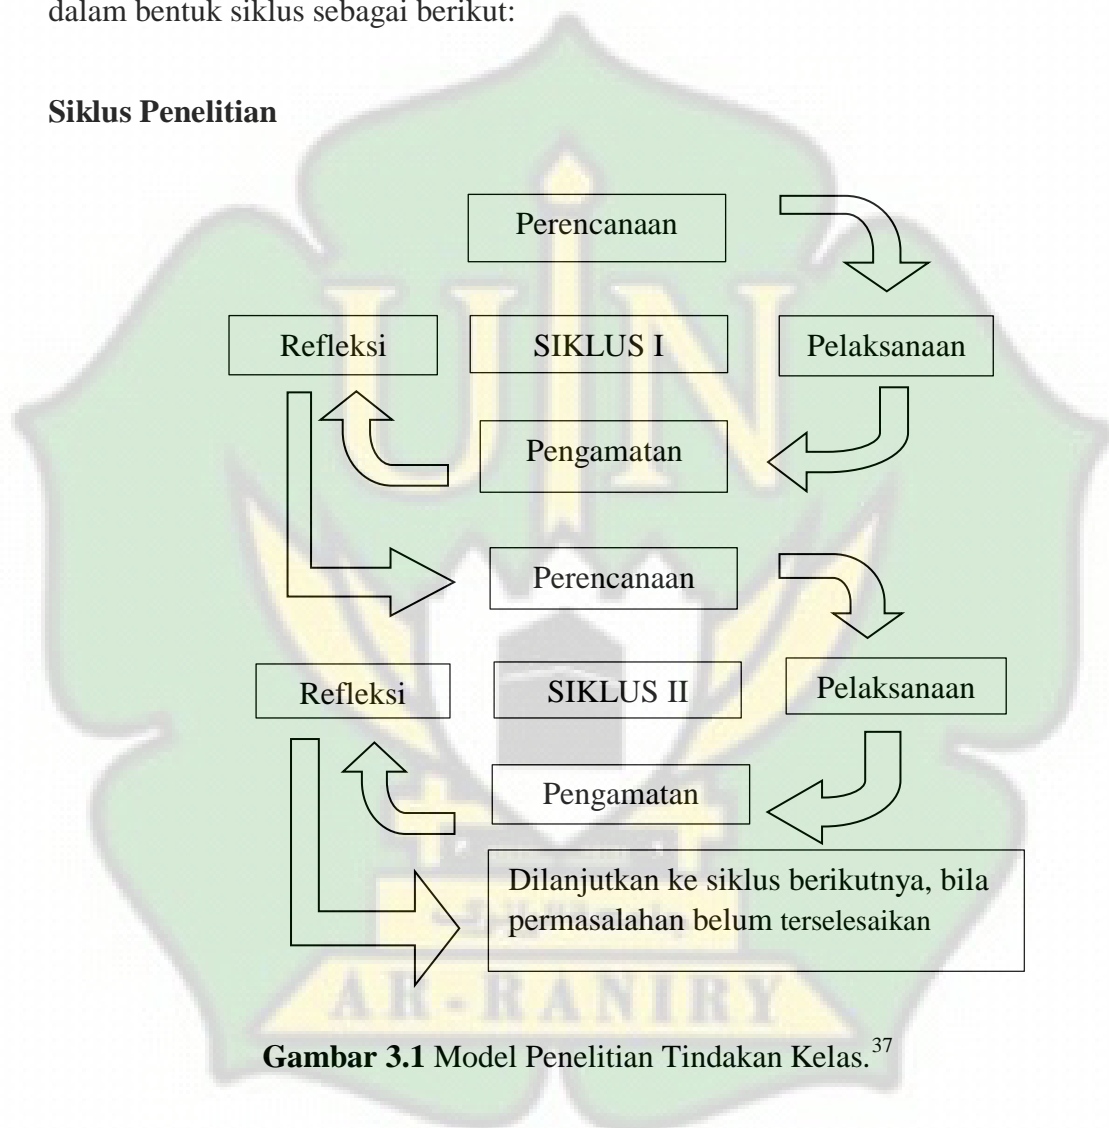 dalam bentuk siklus sebagai berikut:
Siklus Penelitian
Perencanaan
Refleksi
SIKLUS I
Pelaksanaan
Pengamatan
Perencanaan
Refleksi
SIKLUS II
Pelaksanaan
Pengamatan
Dilanjutkan ke siklus berikutnya, bila
permasalahan belum terselesaikan
UIN
AR-RANIRY
Gambar 3.1 Model Penelitian Tindakan Kelas.37